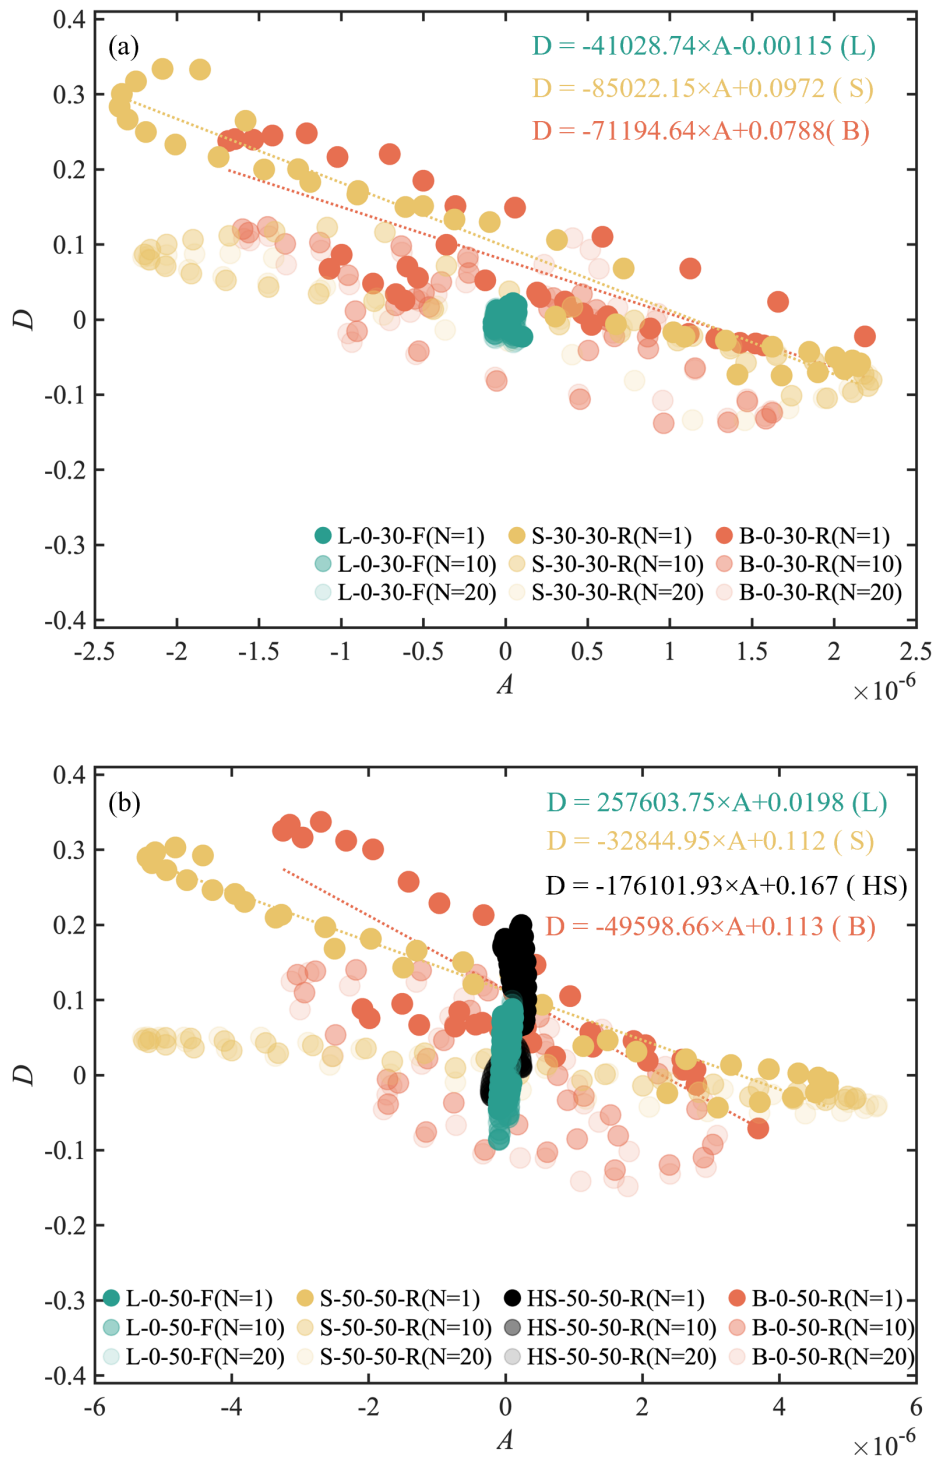 (a)
D = -41028.74×A-0.00115 (L)
D = -85022.15×A+0.0972 ( S)
D = -71194.64×A+0.0788( B)
0.4
0.3
0.2
0.1
0
-0.1
-0.2
-0.3
-0.4
D
L-0-30-F(N=1) S-30-30-R(N=1) B-0-30-R(N=1)
L-0-30-F(N=10) S-30-30-R(N=10) B-0-30-R(N=10)
L-0-30-F(N=20) S-30-30-R(N=20) B-0-30-R(N=20)
-2.5 -2 -1.5 -1 -0.5 0 0.5 1 1.5 2 2.5
A
×10-6
(b)
D = 257603.75×A+0.0198 (L)
D = -32844.95×A+0.112 ( S)
D = -176101.93×A+0.167 ( HS)
D = -49598.66×A+0.113 ( B)
0.4
0.3
0.2
0.1
0
-0.1
-0.2
-0.3
-0.4
D
L-0-50-F(N=1) S-50-50-R(N=1) HS-50-50-R(N=1) B-0-50-R(N=1)
L-0-50-F(N=10) S-50-50-R(N=10) HS-50-50-R(N=10) B-0-50-R(N=10)
L-0-50-F(N=20) S-50-50-R(N=20) HS-50-50-R(N=20) B-0-50-R(N=20)
-6 -4 -2 0 2 4 6
A
×10-6